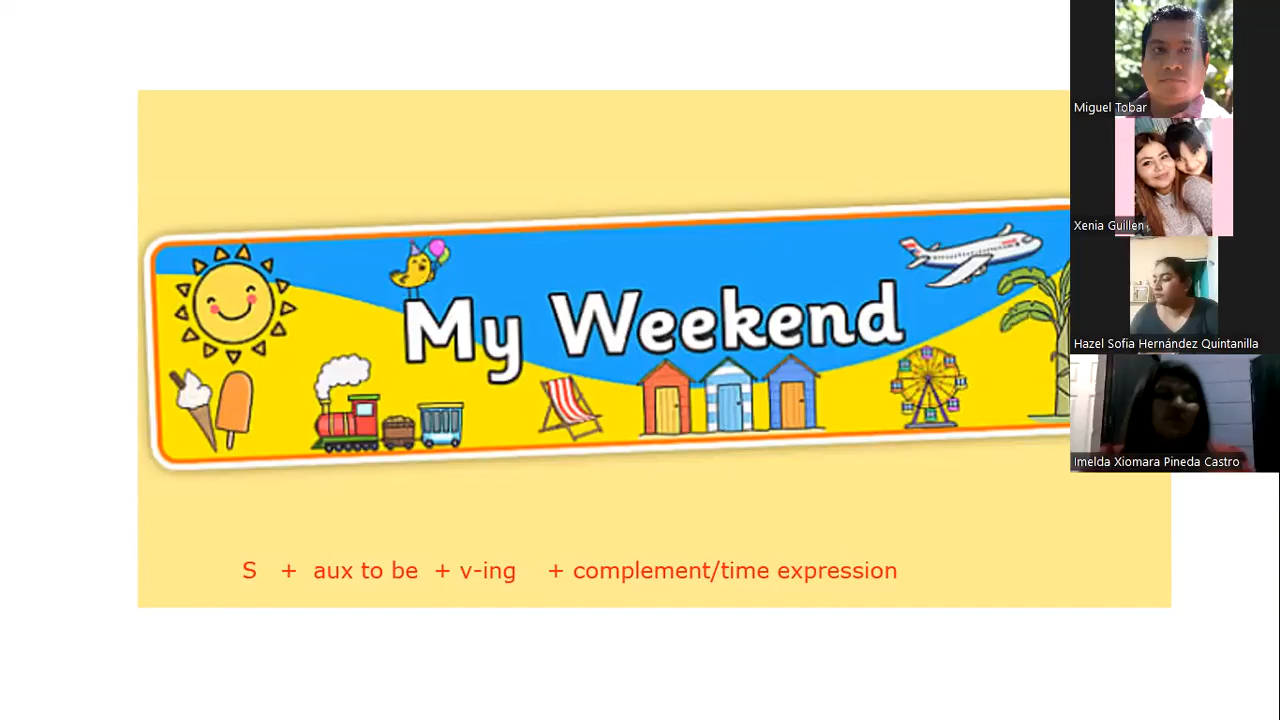 My Weekend
S + aux to be + v-ing + complement/time expression
Miguel Tobar
Xenia Guillen
Hazel Sofia Hernández Quintanilla
Imelda Xiomara Pineda Castro